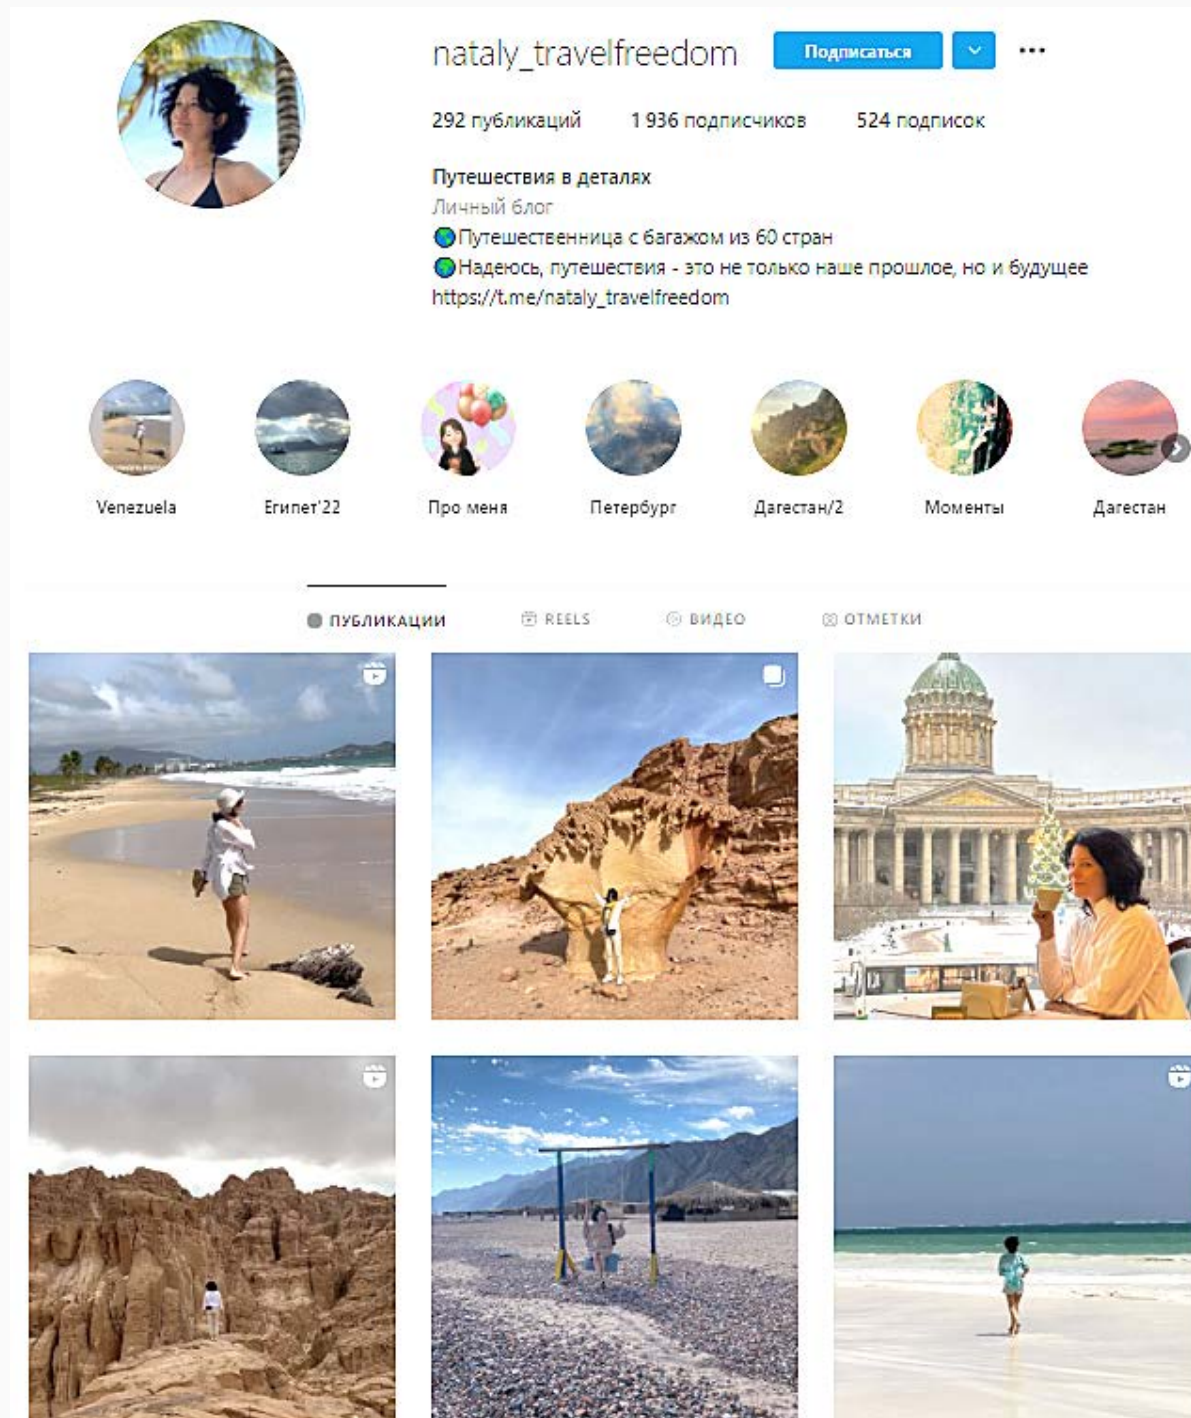 nataly_travelfreedom Подписаться
292 публикаций 1 936 подписчиков 524 подписок
Путешествия в деталях
Личный блог
Путешественница с багажом из 60 стран
Надеюсь, путешествия - это не только наше прошлое, но и будущее
https://t.me/nataly_travelfreedom
Venezuela Египет'22 Про меня Петербург Дагестан/2 Моменты Дагестан
ПУБЛИКАЦИИ REELS ВИДЕО ОТМЕТКИ